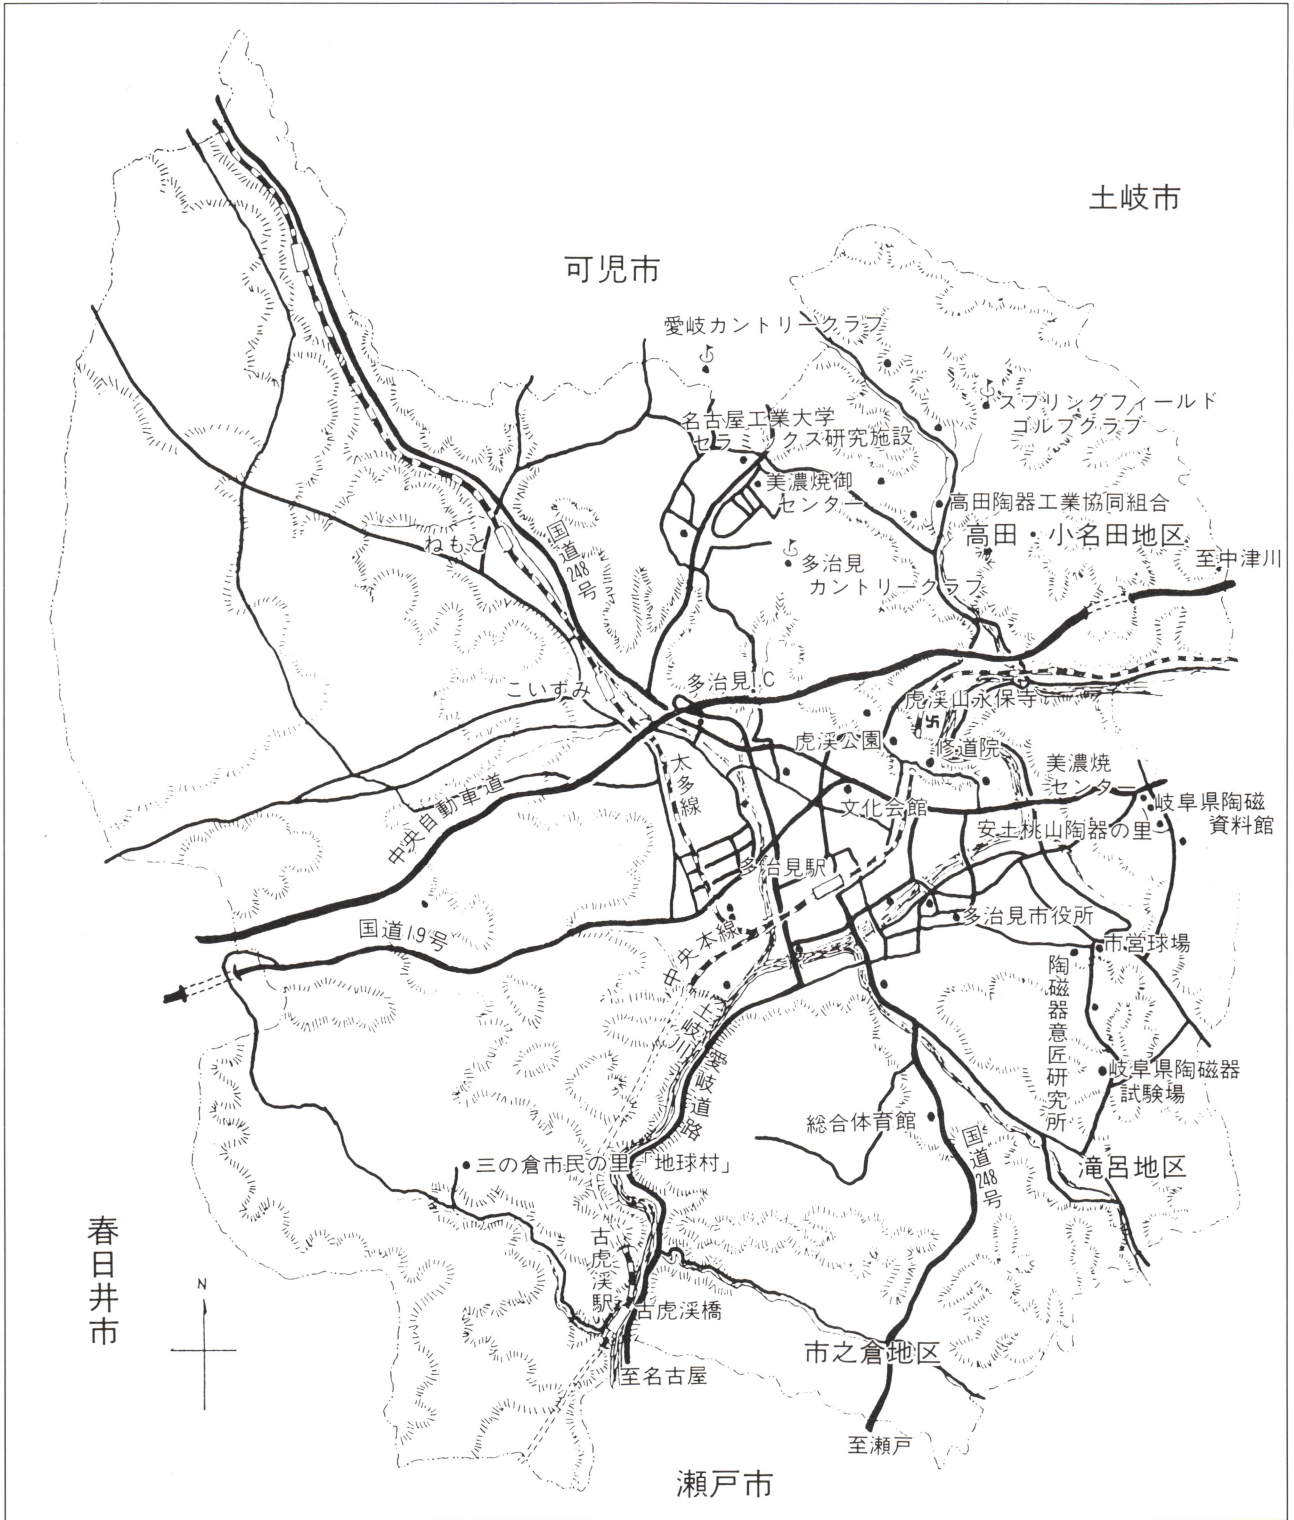 土岐市
可児市
愛岐カントリークラブ
スプリングフィールド
ゴルフクラブ
名古屋工業大学
セラミックス研究施設
美濃焼卸
センター
高田陶器工業協同組合
高田・小名田地区
至中津川
ねもと
国道248号
多治見
カントリークラブ
こいずみ
多治見I.C
虎渓山永保寺
卍
虎渓公園
修道院
太多線
美濃焼
センター
中央自動車道
文化会館
岐阜県陶磁
資料館
安土桃山陶器の里
多治見駅
国道19号
多治見市役所
中央本線
市営球場
陶磁器意匠研究所
土岐川
愛岐道路
岐阜県陶磁器
試験場
総合体育館
国道248号
三の倉市民の里「地球村」
滝呂地区
春日井市
古虎渓駅
N
古虎渓橋
市之倉地区
至名古屋
至瀬戸
瀬戸市